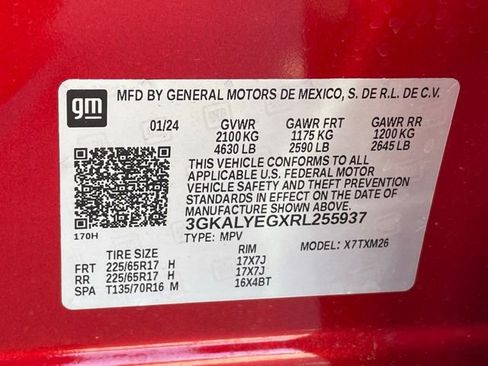 gm
MFD BY GENERAL MOTORS DE MEXICO, S. DE R.L. DE C.V.
01/24 GVWR GAWR FRT GAWR RR
2100 KG 1175 KG 1200 KG
4630 LB 2590 LB 2645 LB
THIS VEHICLE CONFORMS TO ALL
APPLICABLE U.S. FEDERAL MOTOR
VEHICLE SAFETY AND THEFT PREVENTION
STANDARDS IN EFFECT ON THE DATE OF
MANUFACTURE SHOWN ABOVE.
3GKALYEGXRL255937
170H TYPE: MPV MODEL: X7TXM26
TIRE SIZE RIM
FRT 225/65R17 H 17X7J
RR 225/65R17 H 17X7J
SPA T135/70R16 M 16X4BT